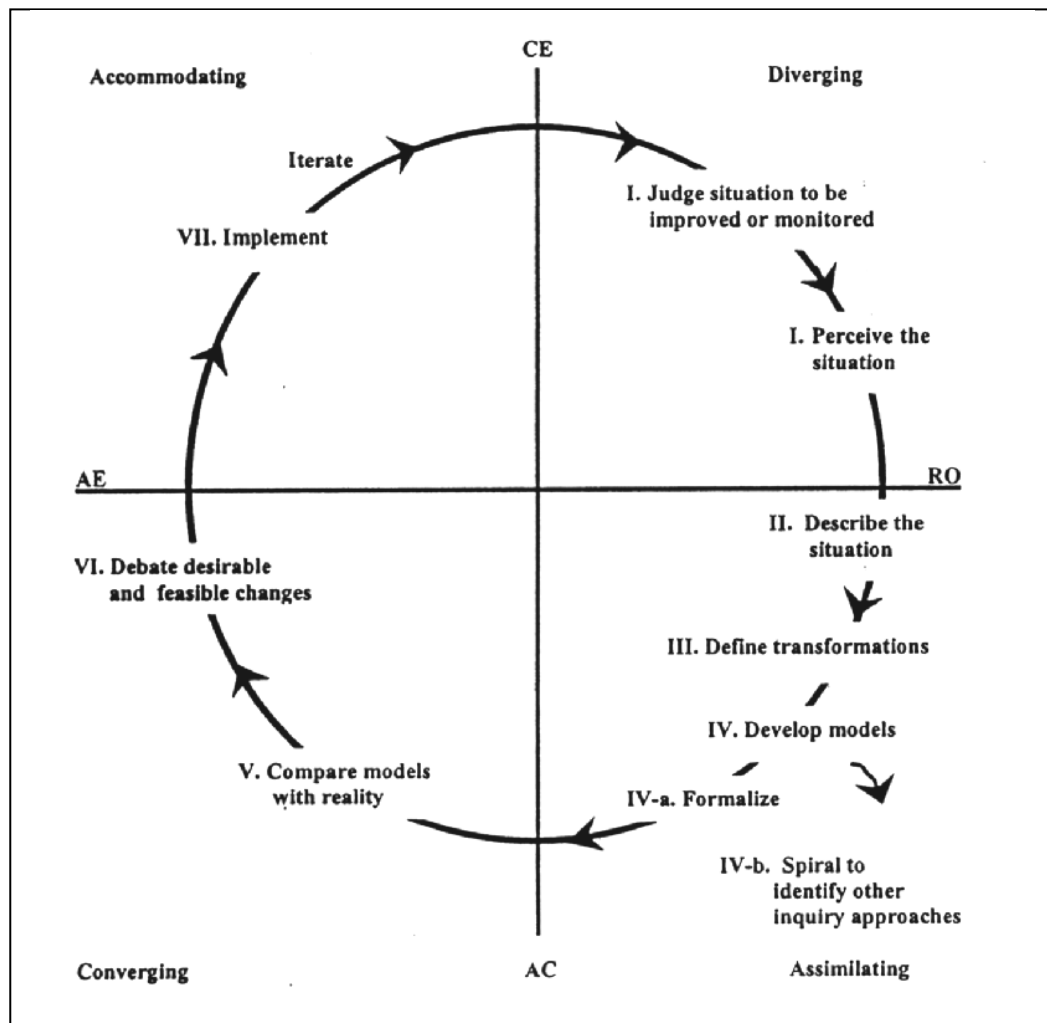 CE
Accommodating
Diverging
Iterate
I. Judge situation to be
improved or monitored
VII. Implement
I. Perceive the
situation
AE
RO
II. Describe the
situation
VI. Debate desirable
and feasible changes
III. Define transformations
IV. Develop models
V. Compare models
with reality
IV-a. Formalize
IV-b. Spiral to
identify other
inquiry approaches
Converging
AC
Assimilating